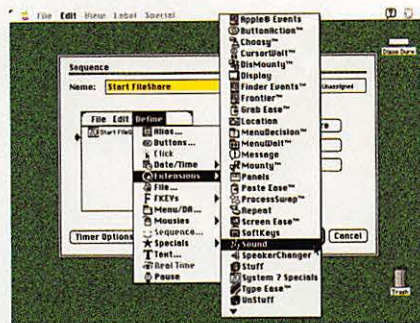 File Edit View Label Special
Sequence
Name: Start FileShare
Unassigned
File Edit Define
Alias...
Buttons...
Click
Date/Time
Extensions
File...
FKEYs
Menu/DA...
Mousies
Sequence...
Specials
Text...
Real Time
Pause
Apple® Events
ButtonAction™
Choosy™
CursorWait™
DisMounty™
Display
Finder Events™
Frontier™
Grab Ease™
Location
MenuDecision™
MenuWait™
Message
Mounty™
Panels
Paste Ease™
ProcessSwap™
Repeat
Screen Ease™
SoftKeys
Sound
SpeakerChanger
Stuff
System 7 Specials
Type Ease™
UnStuff
Timer Options
Cancel
Trash